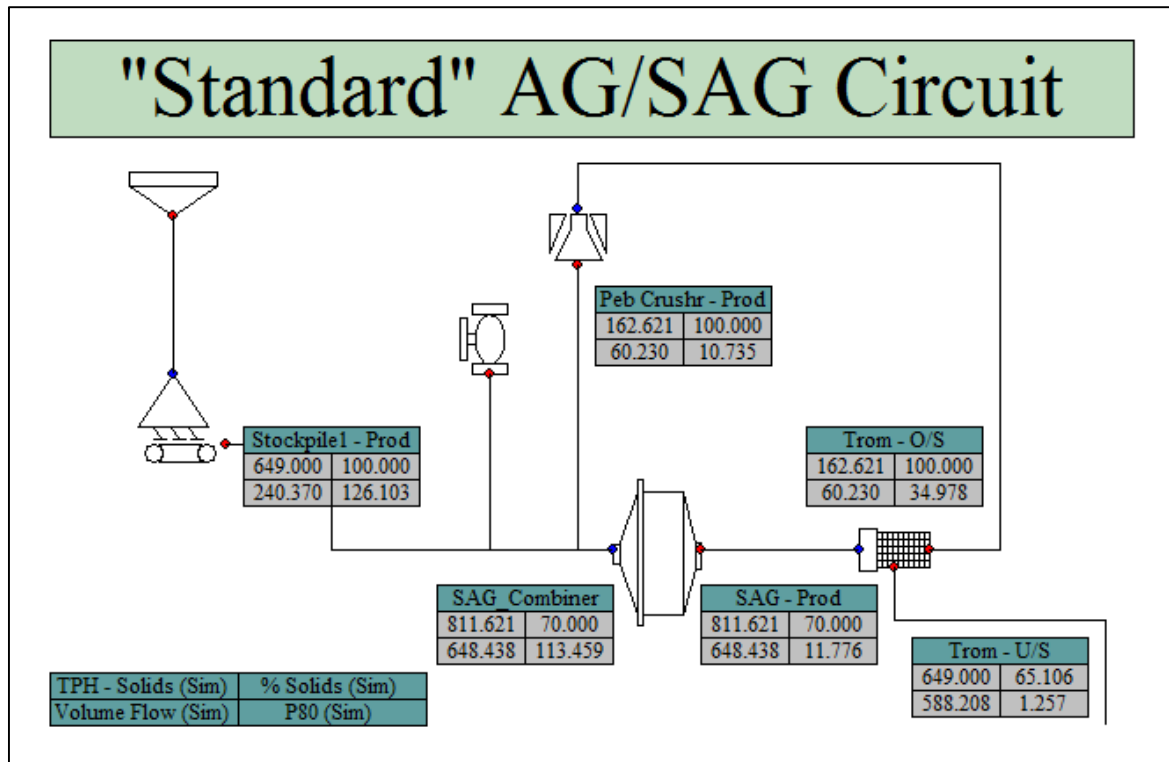 "Standard" AG/SAG Circuit
Peb Crushr - Prod
162.621 100.000
60.230 10.735
Stockpile1 - Prod
649.000 100.000
240.370 126.103
Trom - O/S
162.621 100.000
60.230 34.978
SAG_Combiner
811.621 70.000
648.438 113.459
SAG - Prod
811.621 70.000
648.438 11.776
Trom - U/S
649.000 65.106
588.208 1.257
TPH - Solids (Sim) % Solids (Sim)
Volume Flow (Sim) P80 (Sim)